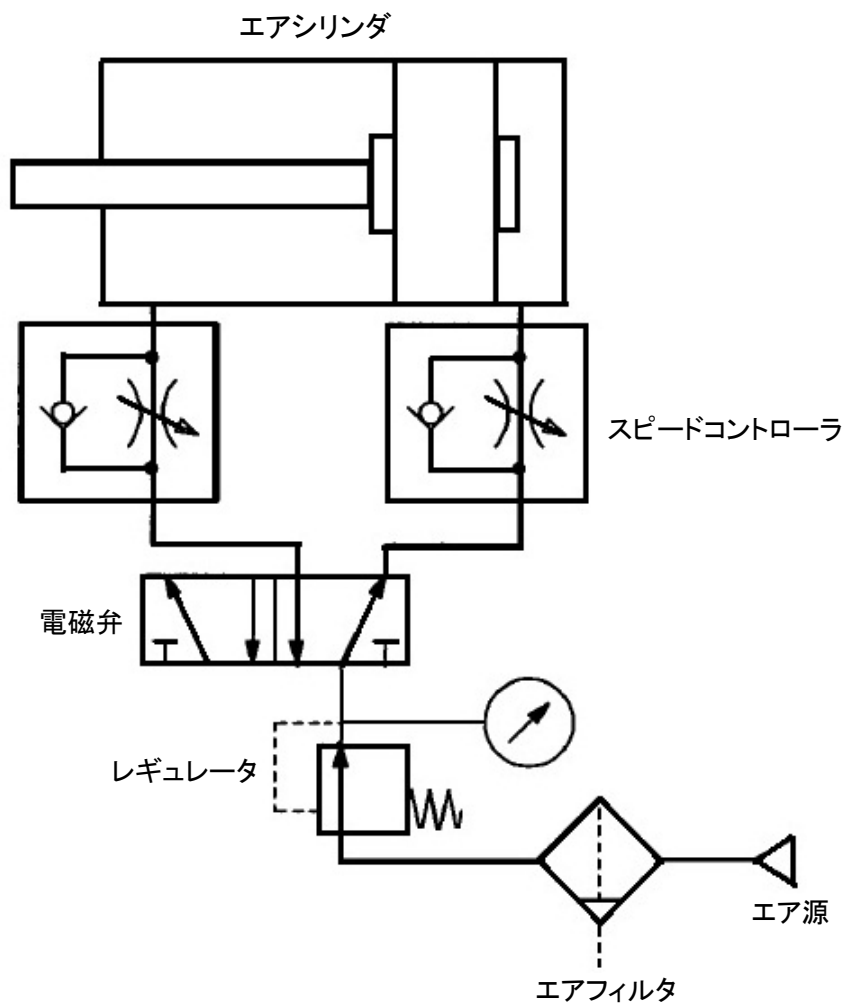 エアシリンダ
スピードコントローラ
電磁弁
レギュレータ
エア源
エアフィルタ